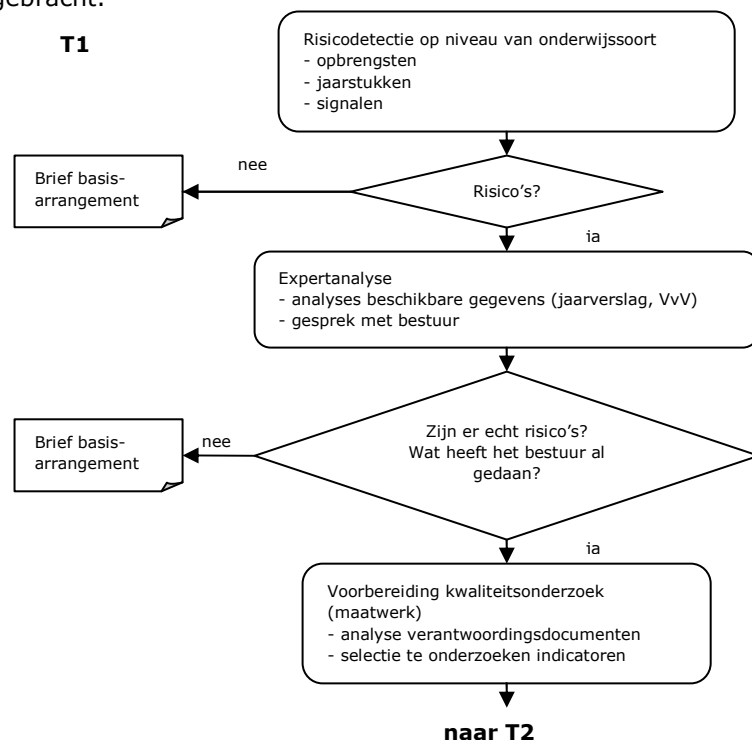 gebracht.
T1
Risicodetectie op niveau van onderwijssoort
- opbrengsten
- jaarstukken
- signalen
nee
Brief basis-
arrangement
Risico's?
ia
Expertanalyse
- analyses beschikbare gegevens (jaarverslag, VvV)
- gesprek met bestuur
Zijn er echt risico's?
Wat heeft het bestuur al
gedaan?
nee
Brief basis-
arrangement
ia
Voorbereiding kwaliteitsonderzoek
(maatwerk)
- analyse verantwoordingsdocumenten
- selectie te onderzoeken indicatoren
naar T2